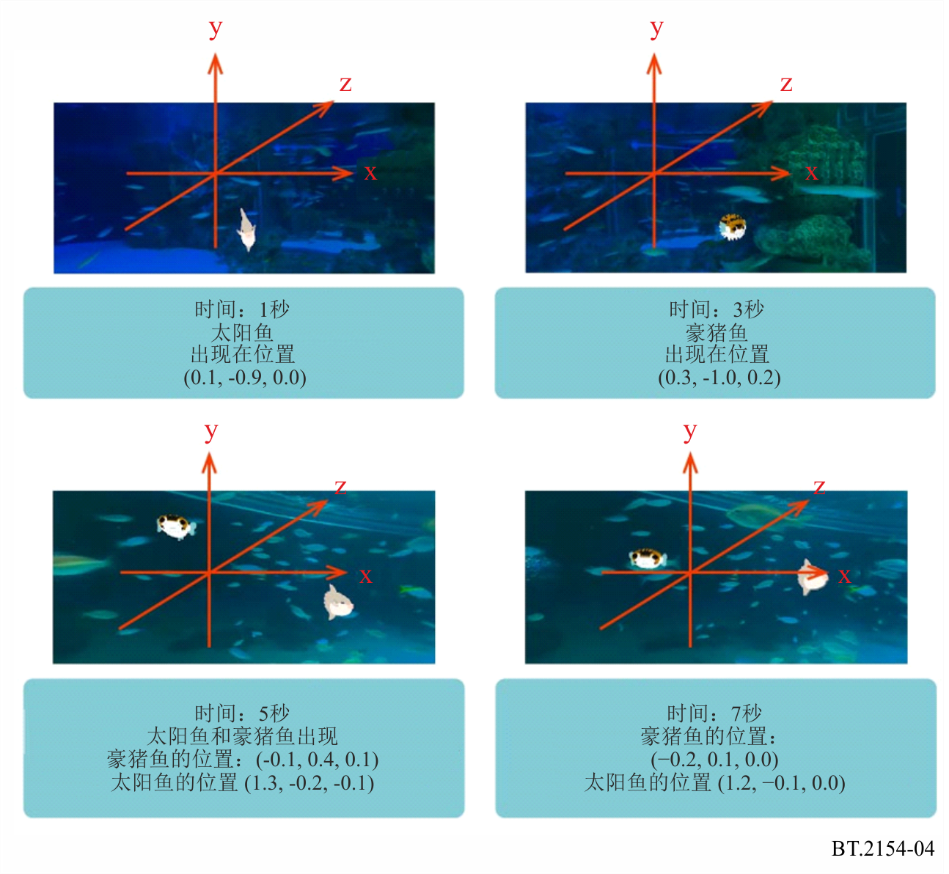 y
z
x
y
z
x
时间：1秒
太阳鱼
出现在位置
(0.1, -0.9, 0.0)
时间：3秒
豪猪鱼
出现在位置
(0.3, -1.0, 0.2)
y
z
x
y
z
x
时间：5秒
太阳鱼和豪猪鱼出现
豪猪鱼的位置：(-0.1, 0.4, 0.1)
太阳鱼的位置 (1.3, -0.2, -0.1)
时间：7秒
豪猪鱼的位置：
(−0.2, 0.1, 0.0)
太阳鱼的位置 (1.2, −0.1, 0.0)
BT.2154-04